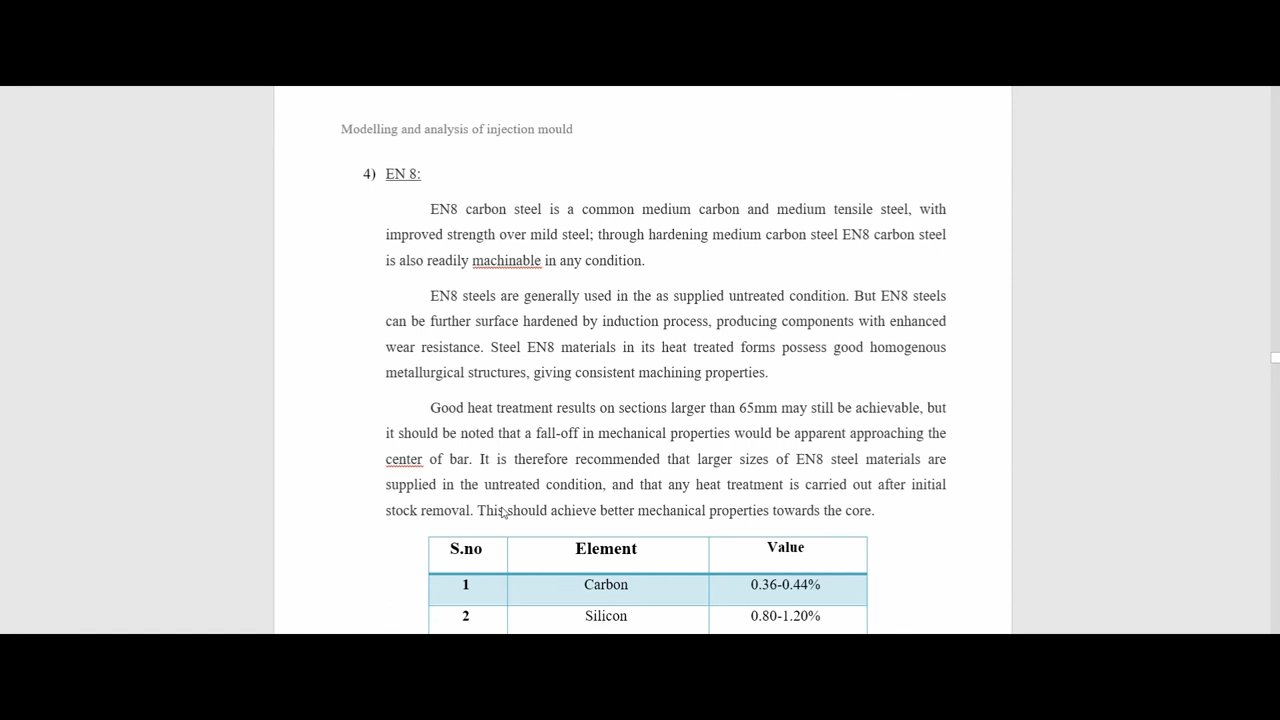 Modelling and analysis of injection mould
4) EN 8:
EN8 carbon steel is a common medium carbon and medium tensile steel, with
improved strength over mild steel; through hardening medium carbon steel EN8 carbon steel
is also readily machinable in any condition.
EN8 steels are generally used in the as supplied untreated condition. But EN8 steels
can be further surface hardened by induction process, producing components with enhanced
wear resistance. Steel EN8 materials in its heat treated forms possess good homogenous
metallurgical structures, giving consistent machining properties.
Good heat treatment results on sections larger than 65mm may still be achievable, but
it should be noted that a fall-off in mechanical properties would be apparent approaching the
center of bar. It is therefore recommended that larger sizes of EN8 steel materials are
supplied in the untreated condition, and that any heat treatment is carried out after initial
stock removal. This should achieve better mechanical properties towards the core.
S.no Element Value
1 Carbon 0.36-0.44%
2 Silicon 0.80-1.20%